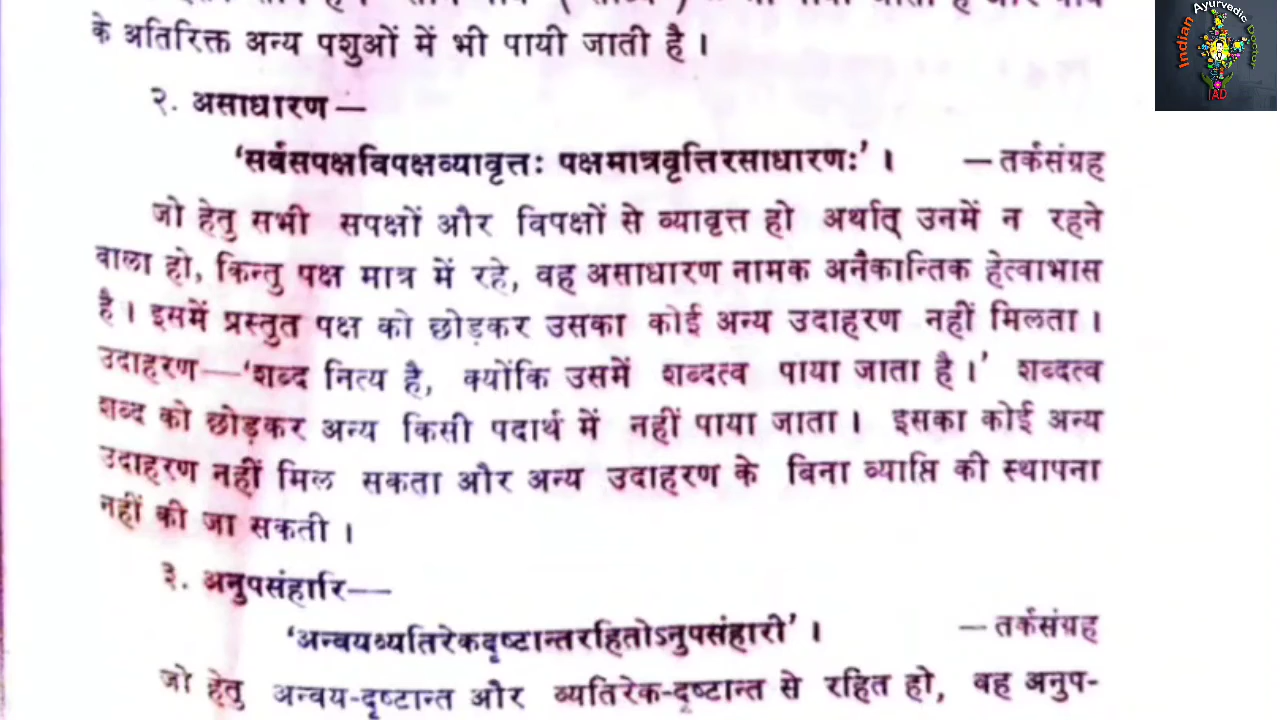 के अतिरिक्त अन्य पशुओं में भी पायी जाती है ।
२. असाधारण—
‘सर्वसपक्षविपक्षव्यावृत्तः पक्षमात्रवृत्तिरसाधारणः’ । —तर्कसंग्रह
जो हेतु सभी सपक्षों और विपक्षों से व्यावृत्त हो अर्थात् उनमें न रहने
वाला हो, किन्तु पक्ष मात्र में रहे, वह असाधारण नामक अनैकान्तिक हेत्वाभास
है । इसमें प्रस्तुत पक्ष को छोड़कर उसका कोई अन्य उदाहरण नहीं मिलता ।
उदाहरण—‘शब्द नित्य है, क्योंकि उसमें शब्दत्व पाया जाता है ।’ शब्दत्व
शब्द को छोड़कर अन्य किसी पदार्थ में नहीं पाया जाता । इसका कोई अन्य
उदाहरण नहीं मिल सकता और अन्य उदाहरण के बिना व्याप्ति की स्थापना
नहीं की जा सकती ।
३. अनुपसंहारि—
‘अन्वयव्यतिरेकदृष्टान्तरहितोऽनुपसंहारी’ । —तर्कसंग्रह
जो हेतु अन्वय-दृष्टान्त और व्यतिरेक-दृष्टान्त से रहित हो, वह अनुप-
Indian Ayurvedic Doctor
IAD